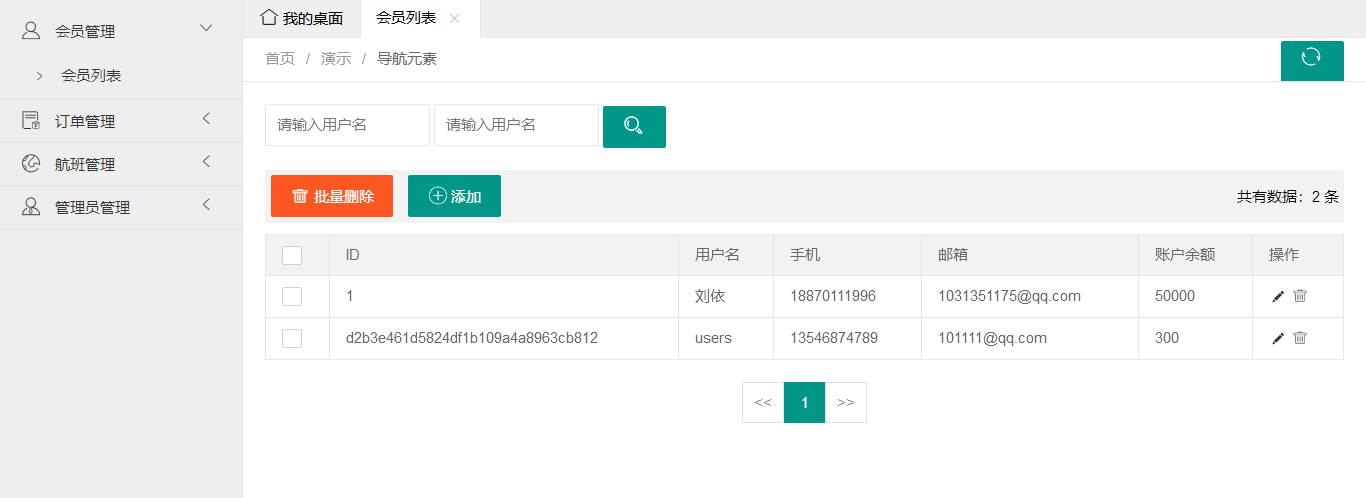 会员管理
会员列表
订单管理
航班管理
管理员管理
我的桌面 会员列表
首页 / 演示 / 导航元素
请输入用户名 请输入用户名
批量删除 添加 共有数据：2 条
ID 用户名 手机 邮箱 账户余额 操作
1 刘依 18870111996 1031351175@qq.com 50000
d2b3e461d5824df1b109a4a8963cb812 users 13546874789 101111@qq.com 300
<< 1 >>